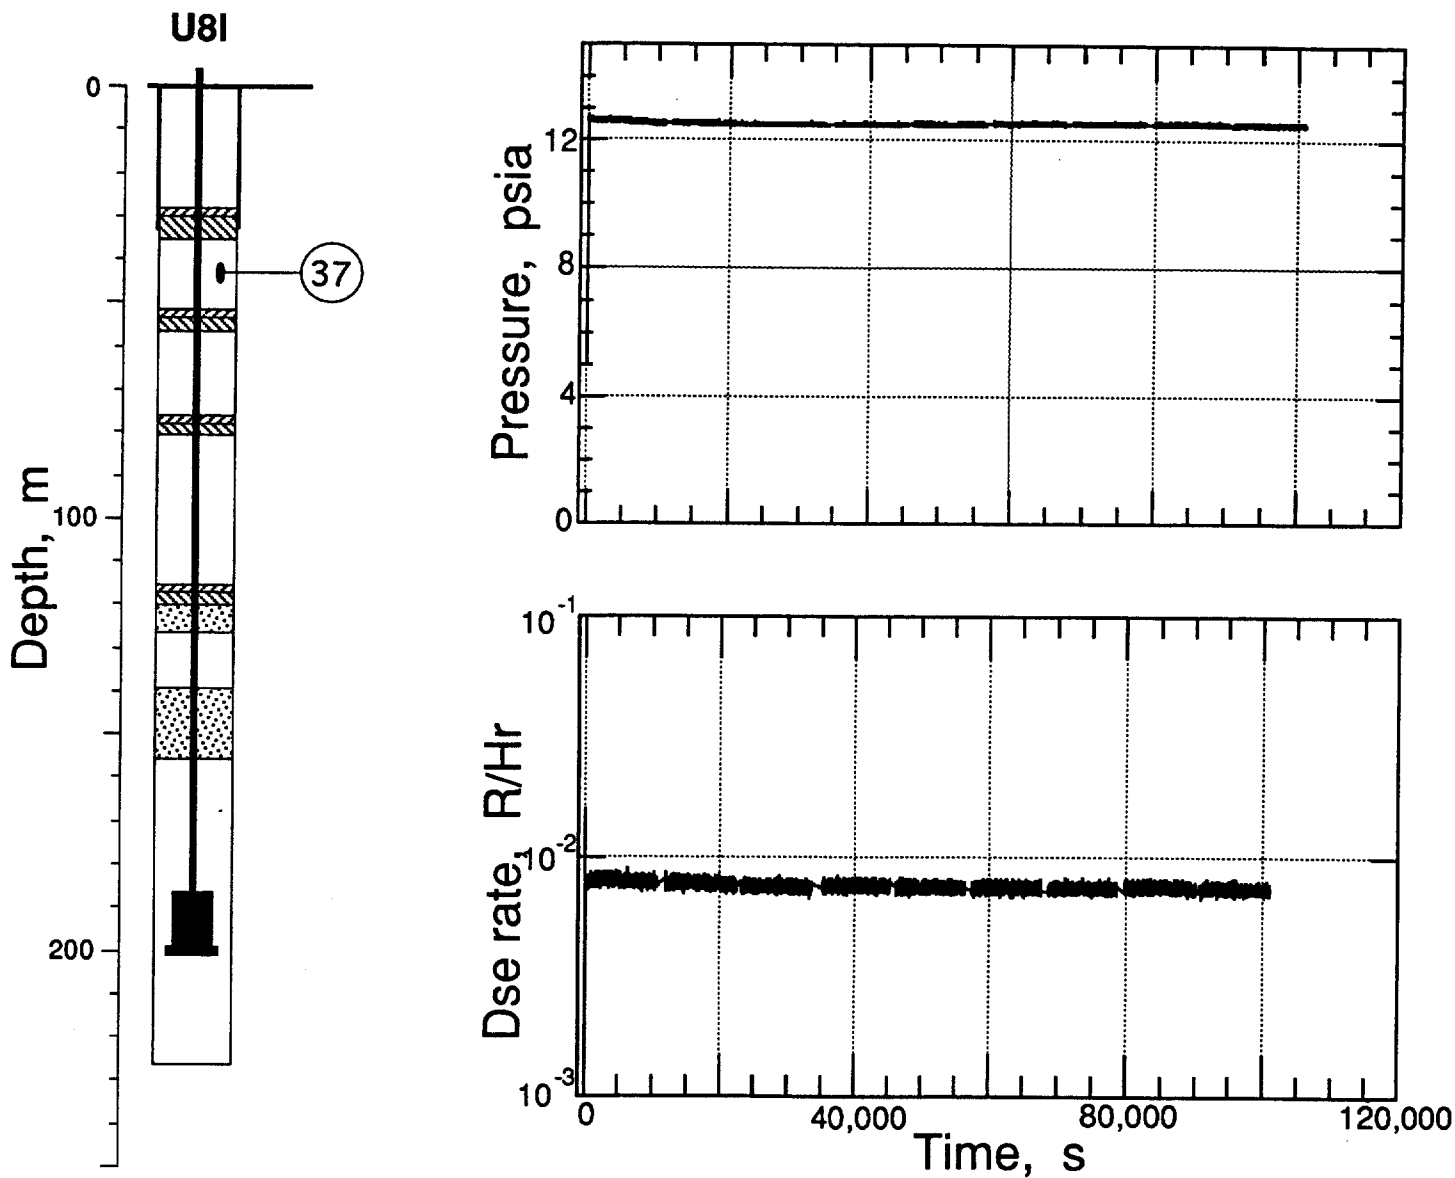 U8l
0
37
100
200
Depth, m
12
8
4
0
Pressure, psia
10-1
10-2
10-3
Dse rate, R/Hr
0 40,000 80,000 120,000
Time, s